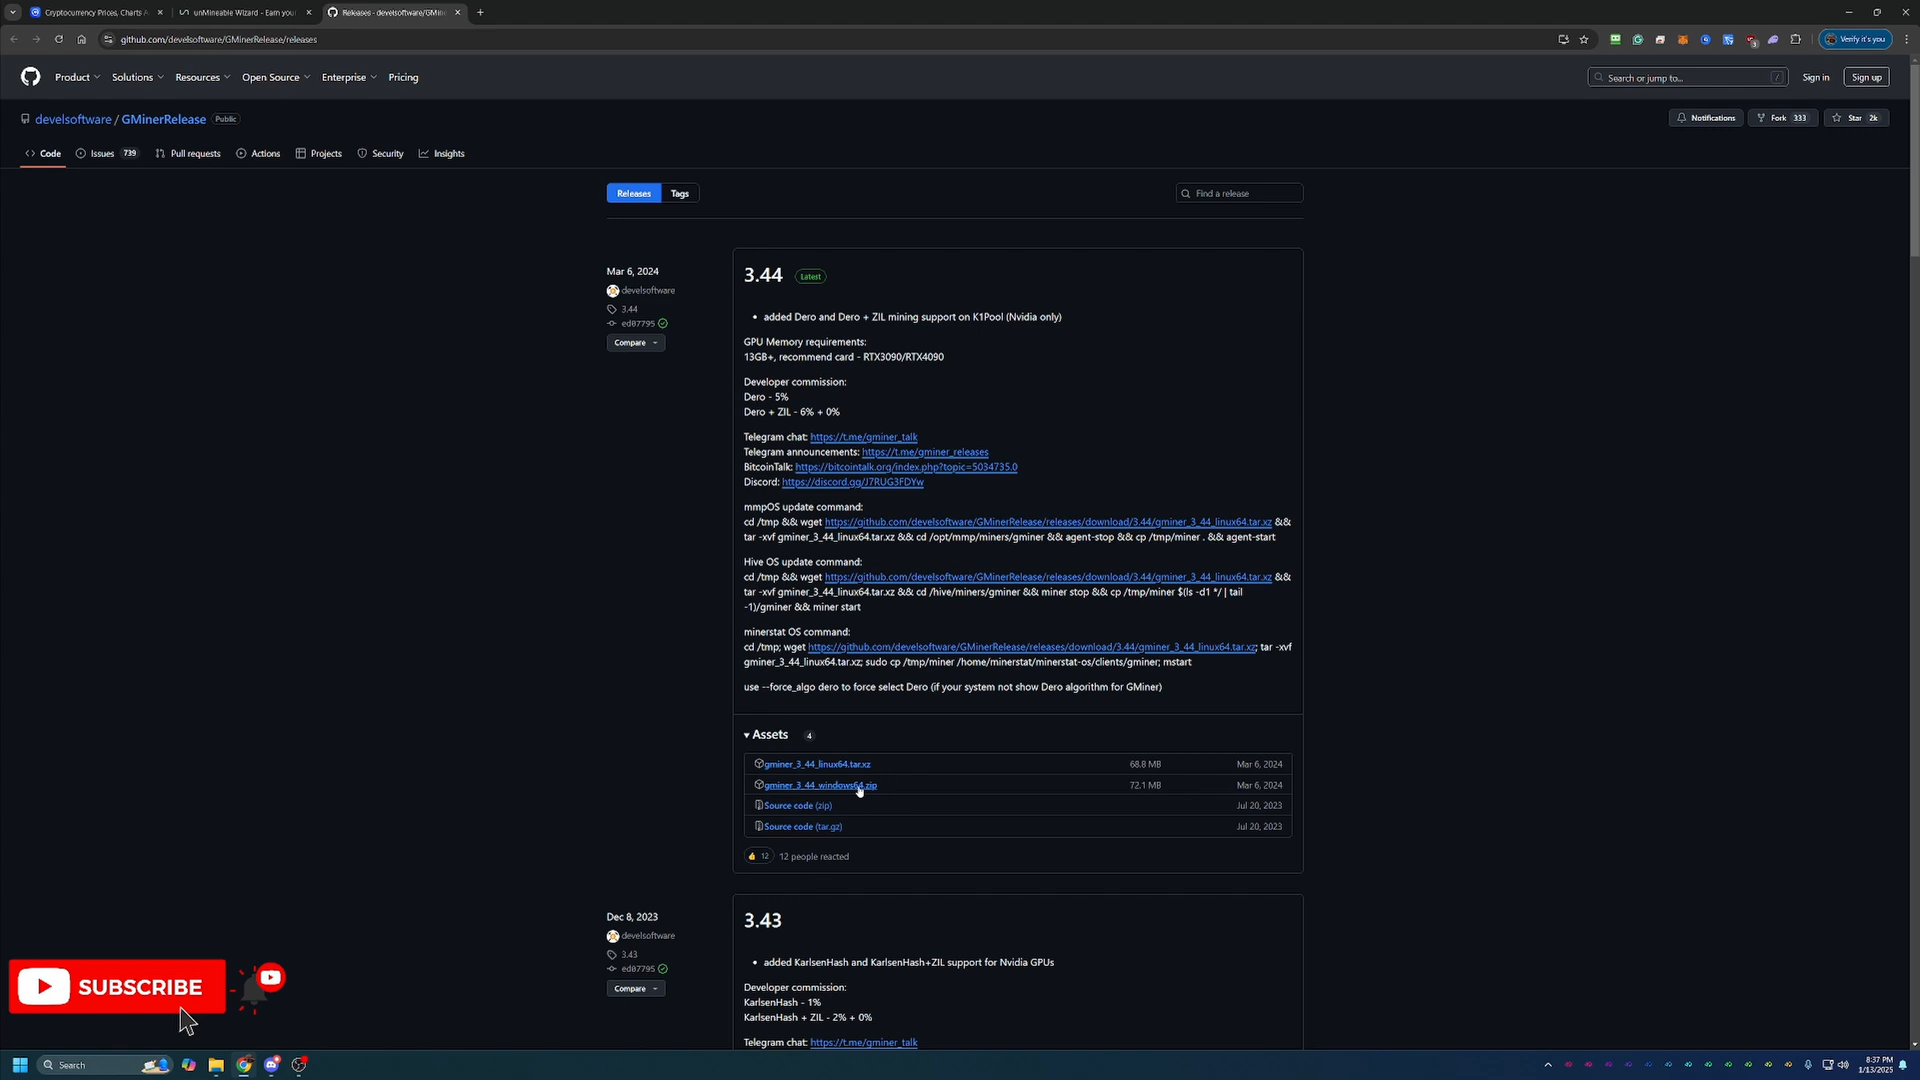 Cryptocurrency Prices, Charts A
unMineable Wizard - Earn your
Releases · develsoftware/GMine
github.com/develsoftware/GMinerRelease/releases
Verify it's you
Product
Solutions
Resources
Open Source
Enterprise
Pricing
Search or jump to...
/
Sign in
Sign up
develsoftware / GMinerRelease Public
Notifications
Fork 333
Star 2k
Code
Issues 739
Pull requests
Actions
Projects
Security
Insights
Releases
Tags
Find a release
Mar 6, 2024
develsoftware
3.44
ed07795
Compare
3.44 Latest
• added Dero and Dero + ZIL mining support on K1Pool (Nvidia only)
GPU Memory requirements:
13GB+, recommend card - RTX3090/RTX4090
Developer commission:
Dero - 5%
Dero + ZIL - 6% + 0%
Telegram chat: https://t.me/gminer_talk
Telegram announcements: https://t.me/gminer_releases
BitcoinTalk: https://bitcointalk.org/index.php?topic=5034735.0
Discord: https://discord.gg/J7RUG3FDYw
mmpOS update command:
cd /tmp && wget https://github.com/develsoftware/GMinerRelease/releases/download/3.44/gminer_3_44_linux64.tar.xz &&
tar -xvf gminer_3_44_linux64.tar.xz && cd /opt/mmp/miners/gminer && agent-stop && cp /tmp/miner . && agent-start
Hive OS update command:
cd /tmp && wget https://github.com/develsoftware/GMinerRelease/releases/download/3.44/gminer_3_44_linux64.tar.xz &&
tar -xvf gminer_3_44_linux64.tar.xz && cd /hive/miners/gminer && miner stop && cp /tmp/miner $(ls -d1 */ | tail
-1)/gminer && miner start
minerstat OS command:
cd /tmp; wget https://github.com/develsoftware/GMinerRelease/releases/download/3.44/gminer_3_44_linux64.tar.xz; tar -xvf
gminer_3_44_linux64.tar.xz; sudo cp /tmp/miner /home/minerstat/minerstat-os/clients/gminer; mstart
use --force_algo dero to force select Dero (if your system not show Dero algorithm for GMiner)
Assets 4
gminer_3_44_linux64.tar.xz 68.8 MB Mar 6, 2024
gminer_3_44_windows64.zip 72.1 MB Mar 6, 2024
Source code (zip) Jul 20, 2023
Source code (tar.gz) Jul 20, 2023
12 12 people reacted
Dec 8, 2023
develsoftware
3.43
ed07795
Compare
3.43
• added KarlsenHash and KarlsenHash+ZIL support for Nvidia GPUs
Developer commission:
KarlsenHash - 1%
KarlsenHash + ZIL - 2% + 0%
Telegram chat: https://t.me/gminer_talk
SUBSCRIBE
Search
8:37 PM
1/13/2025